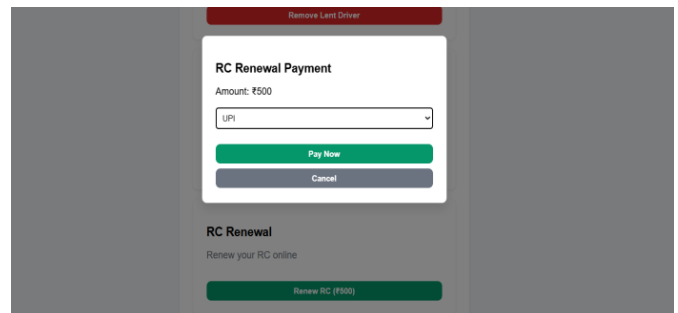 Remove Lent Driver
RC Renewal Payment
Amount: ₹500
UPI
Pay Now
Cancel
RC Renewal
Renew your RC online
Renew RC (₹500)